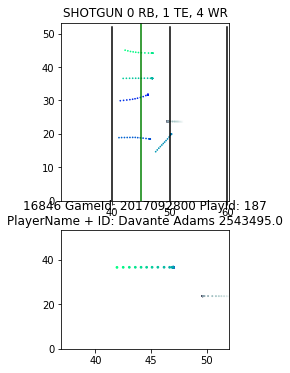 SHOTGUN 0 RB, 1 TE, 4 WR
50
40
30
20
10
0
40 50 60
16846 GameId: 2017092800 PlayId: 187
PlayerName + ID: Davante Adams 2543495.0
40
20
0
40 45 50